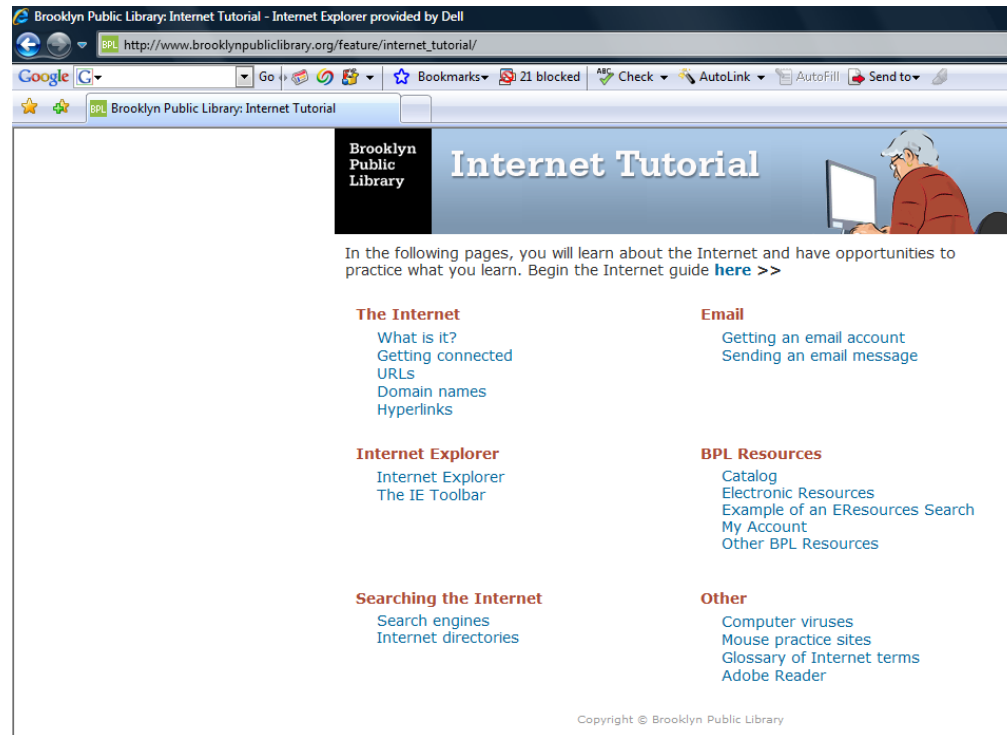 Brooklyn Public Library: Internet Tutorial - Internet Explorer provided by Dell
BPL http://www.brooklynpubliclibrary.org/feature/internet_tutorial/
Google G Go Bookmarks 21 blocked ABC Check AutoLink AutoFill Send to
BPL Brooklyn Public Library: Internet Tutorial
Brooklyn
Public
Library
Internet Tutorial
In the following pages, you will learn about the Internet and have opportunities to
practice what you learn. Begin the Internet guide here >>
The Internet
What is it?
Getting connected
URLs
Domain names
Hyperlinks
Email
Getting an email account
Sending an email message
Internet Explorer
Internet Explorer
The IE Toolbar
BPL Resources
Catalog
Electronic Resources
Example of an EResources Search
My Account
Other BPL Resources
Searching the Internet
Search engines
Internet directories
Other
Computer viruses
Mouse practice sites
Glossary of Internet terms
Adobe Reader
Copyright © Brooklyn Public Library